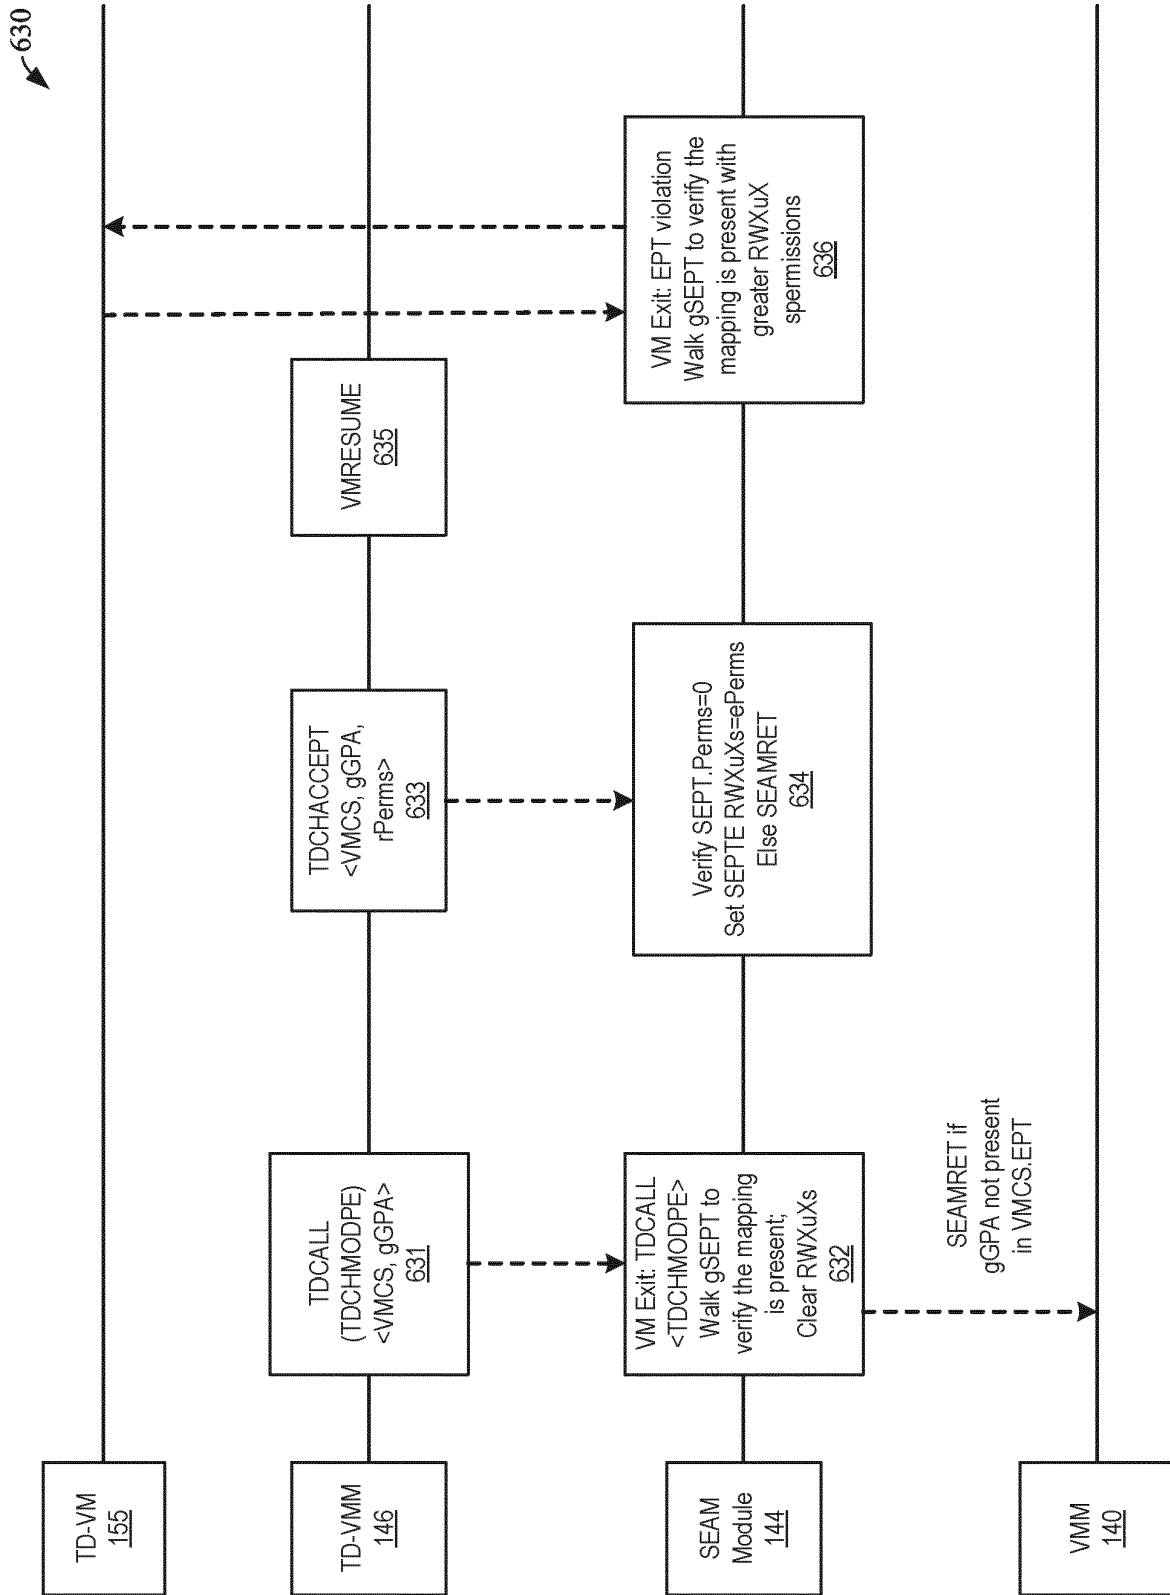 630
TD-VM
155
TD-VMM
146
SEAM
Module
144
VMM
140
TDCALL
(TDCHMODPE)
<VMCS, gGPA>
631
VM Exit: TDCALL
<TDCHMODPE>
Walk gSEPT to
verify the mapping
is present;
Clear RWXuXs
632
SEAMRET if
gGPA not present
in VMCS.EPT
TDCHACCEPT
<VMCS, gGPA,
rPerms>
633
Verify SEPT.Perms=0
Set SEPTE RWXuXs=ePerms
Else SEAMRET
634
VMRESUME
635
VM Exit: EPT violation
Walk gSEPT to verify the
mapping is present with
greater RWXuX
spermissions
636